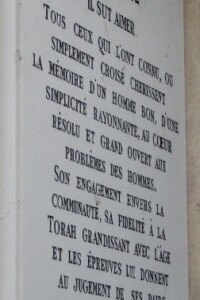 IL SUT AIMER.
TOUS CEUX QUI L'ONT CONNU, OU
SIMPLEMENT CROISÉ CHERISSENT
LA MÉMOIRE D'UN HOMME BON, D'UNE
SIMPLICITÉ RAYONNANTE, AU CŒUR
RÉSOLU ET GRAND OUVERT AUX
PROBLÈMES DES HOMMES.
SON ENGAGEMENT ENVERS LA
COMMUNAUTÉ, SA FIDÉLITÉ À LA
TORAH GRANDISSANT AVEC L'ÂGE
ET LES ÉPREUVES LUI DONNENT
AU JUGEMENT DE SES PAIRS